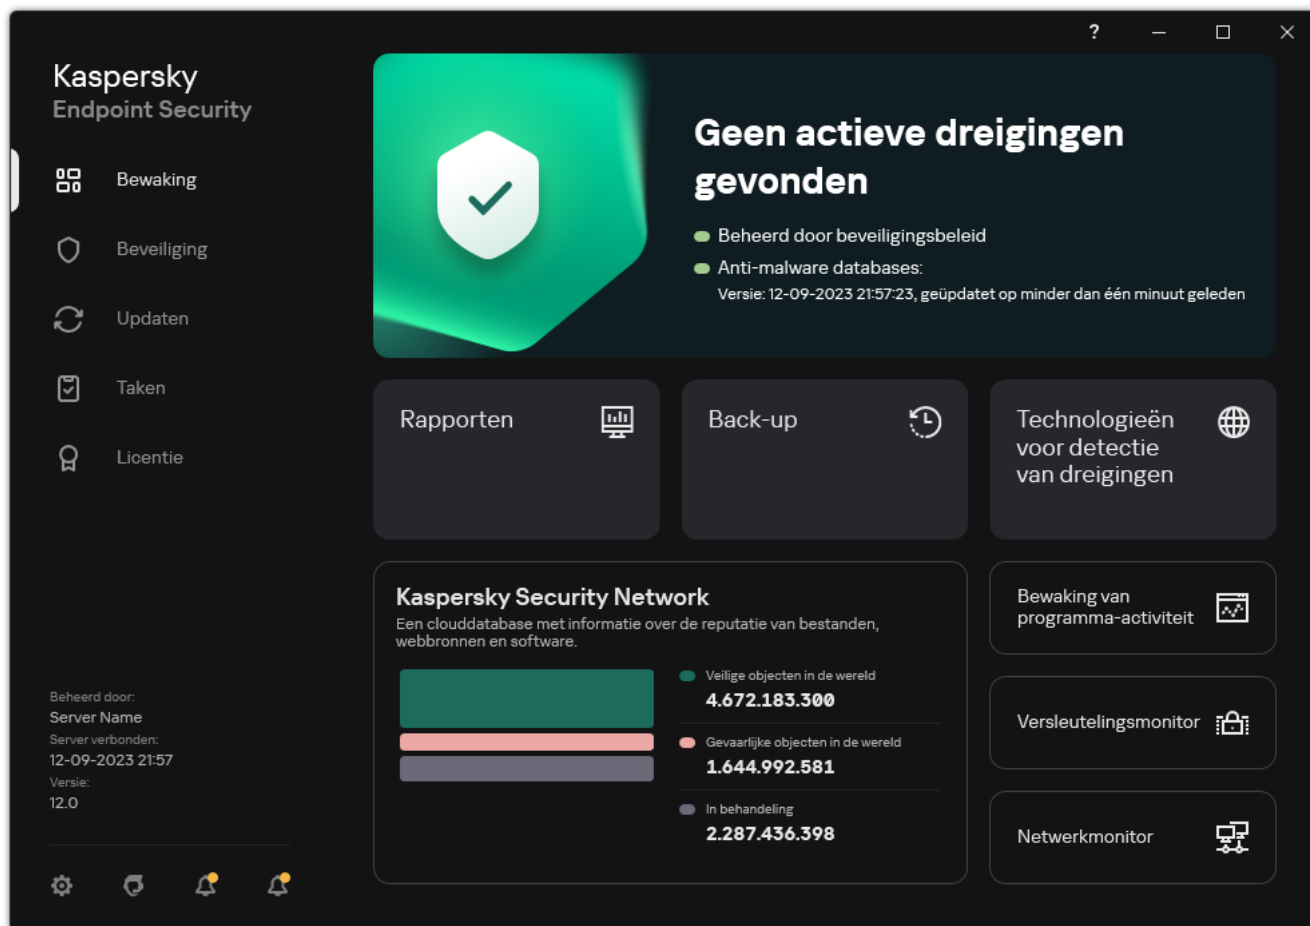 ?
Kaspersky
Endpoint Security
Bewaking
Beveiliging
Updaten
Taken
Licentie
Beheerd door:
Server Name
Server verbonden:
12-09-2023 21:57
Versie:
12.0
Geen actieve dreigingen
gevonden
Beheerd door beveiligingsbeleid
Anti-malware databases:
Versie: 12-09-2023 21:57:23, geüpdatet op minder dan één minuut geleden
Rapporten
Back-up
Technologieën
voor detectie
van dreigingen
Kaspersky Security Network
Een clouddatabase met informatie over de reputatie van bestanden,
webbronnen en software.
Veilige objecten in de wereld
4.672.183.300
Gevaarlijke objecten in de wereld
1.644.992.581
In behandeling
2.287.436.398
Bewaking van
programma-activiteit
Versleutelingsmonitor
Netwerkmonitor